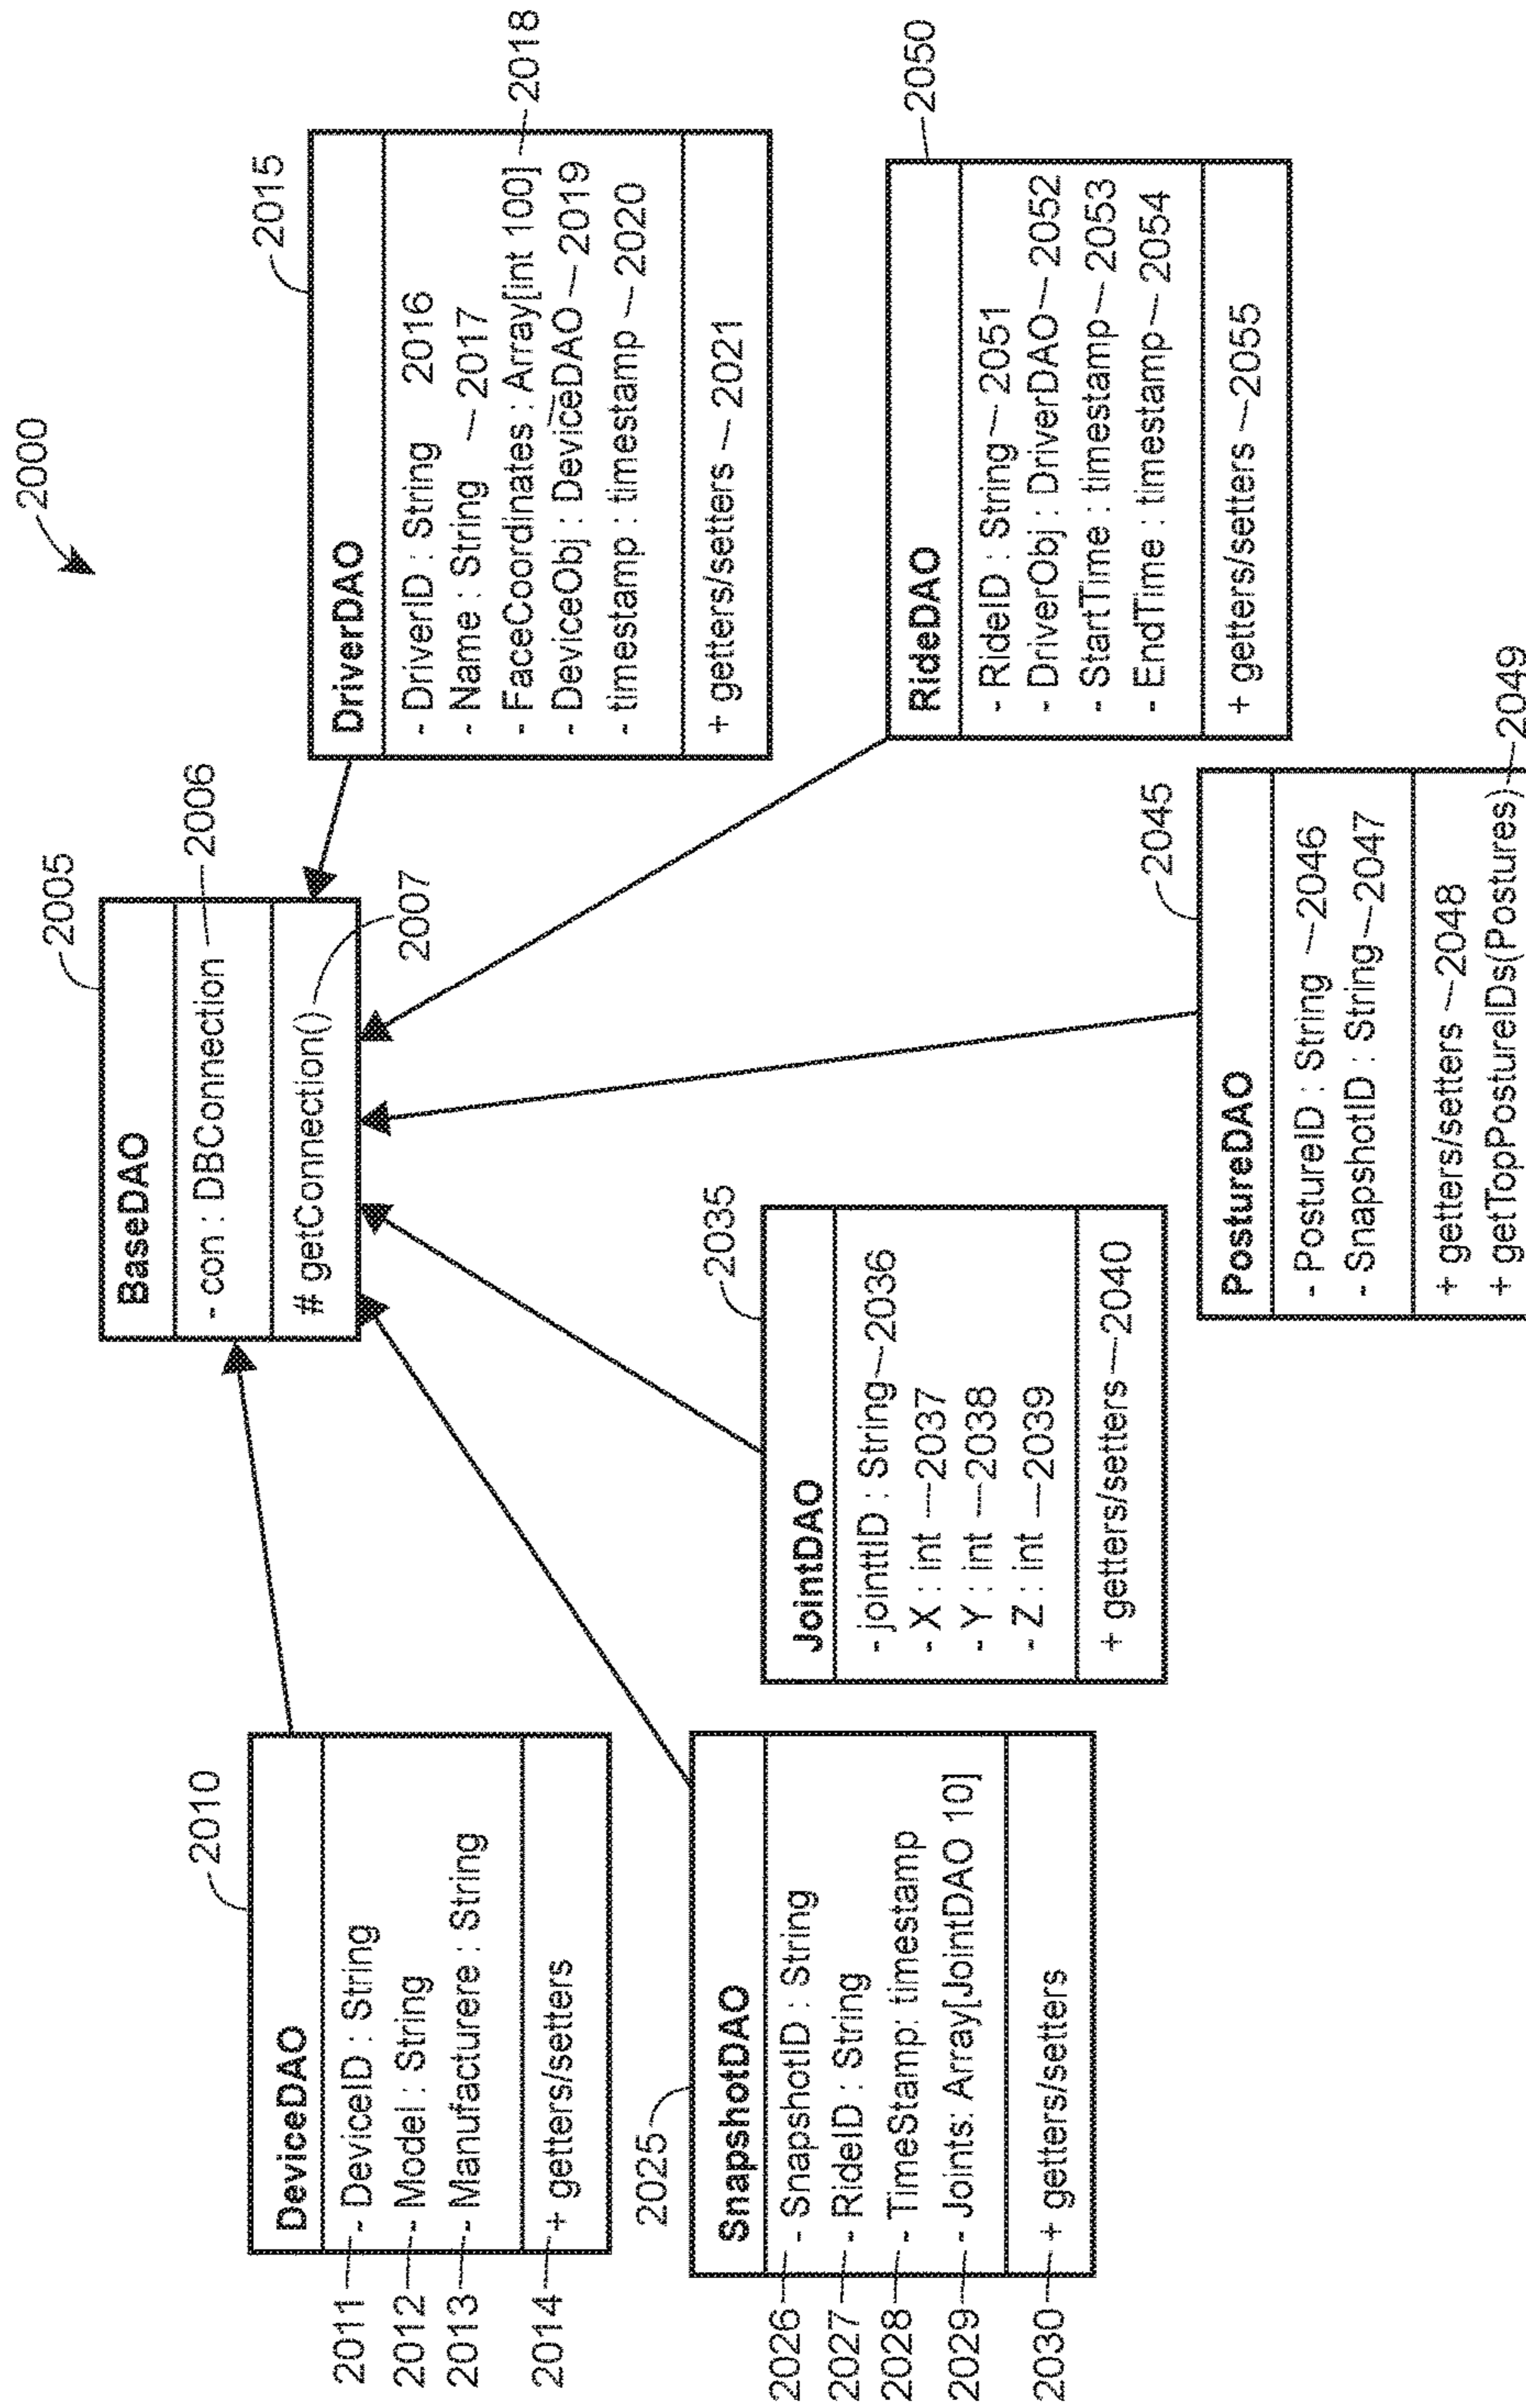 2000
2005
BaseDAO
- con : DBConnection 2006
# getConnection()
2007
2010
DeviceDAO
2011 - DeviceID : String
2012 - Model : String
2013 - Manufacturere : String
2014 + getters/setters
2015
DriverDAO
- DriverID : String 2016
- Name : String 2017
- FaceCoordinates : Array[int 100] 2018
- DeviceObj : DeviceDAO 2019
- timestamp : timestamp 2020
+ getters/setters 2021
2025
SnapshotDAO
2026 - SnapshotID : String
2027 - RideID : String
2028 - TimeStamp: timestamp
2029 - Joints: Array[JointDAO 10]
2030 + getters/setters
2035
JointDAO
- jointtID : String 2036
- X : int 2037
- Y : int 2038
- Z : int 2039
+ getters/setters 2040
2045
PostureDAO
- PostureID : String 2046
- SnapshotID : String 2047
+ getters/setters 2048
+ getTopPostureIDs(Postures) 2049
2050
RideDAO
- RideID : String 2051
- DriverObj : DriverDAO 2052
- StartTime : timestamp 2053
- EndTime : timestamp 2054
+ getters/setters 2055